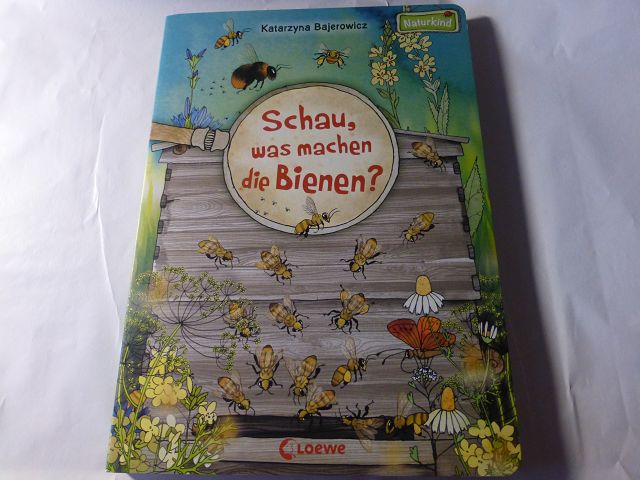 Katarzyna Bajerowicz
Naturkind
Schau,
was machen
die Bienen?
Loewe